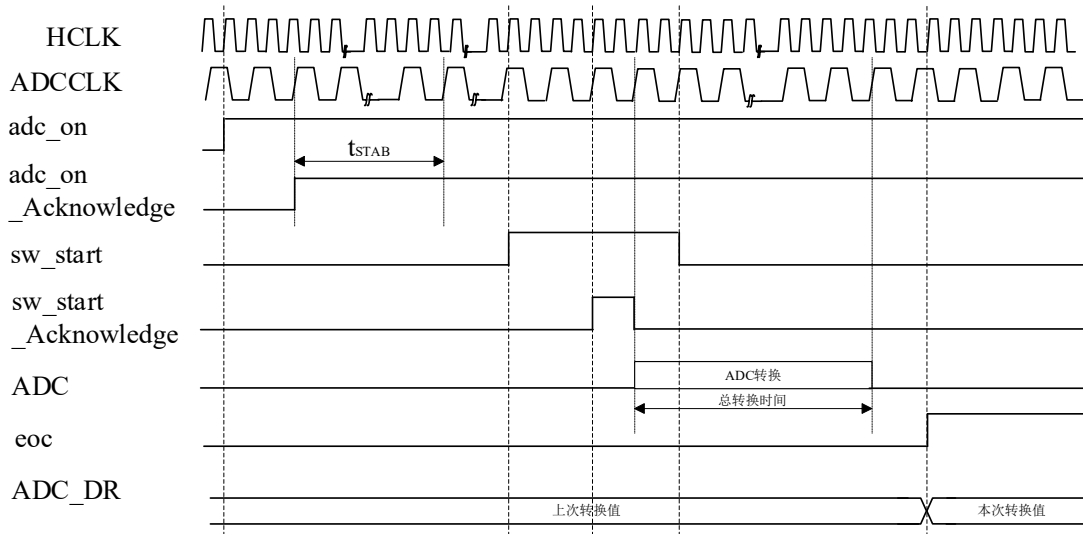 HCLK
ADCCLK
adc_on
tSTAB
adc_on
_Acknowledge
sw_start
sw_start
_Acknowledge
ADC
ADC转换
总转换时间
eoc
ADC_DR
上次转换值
本次转换值